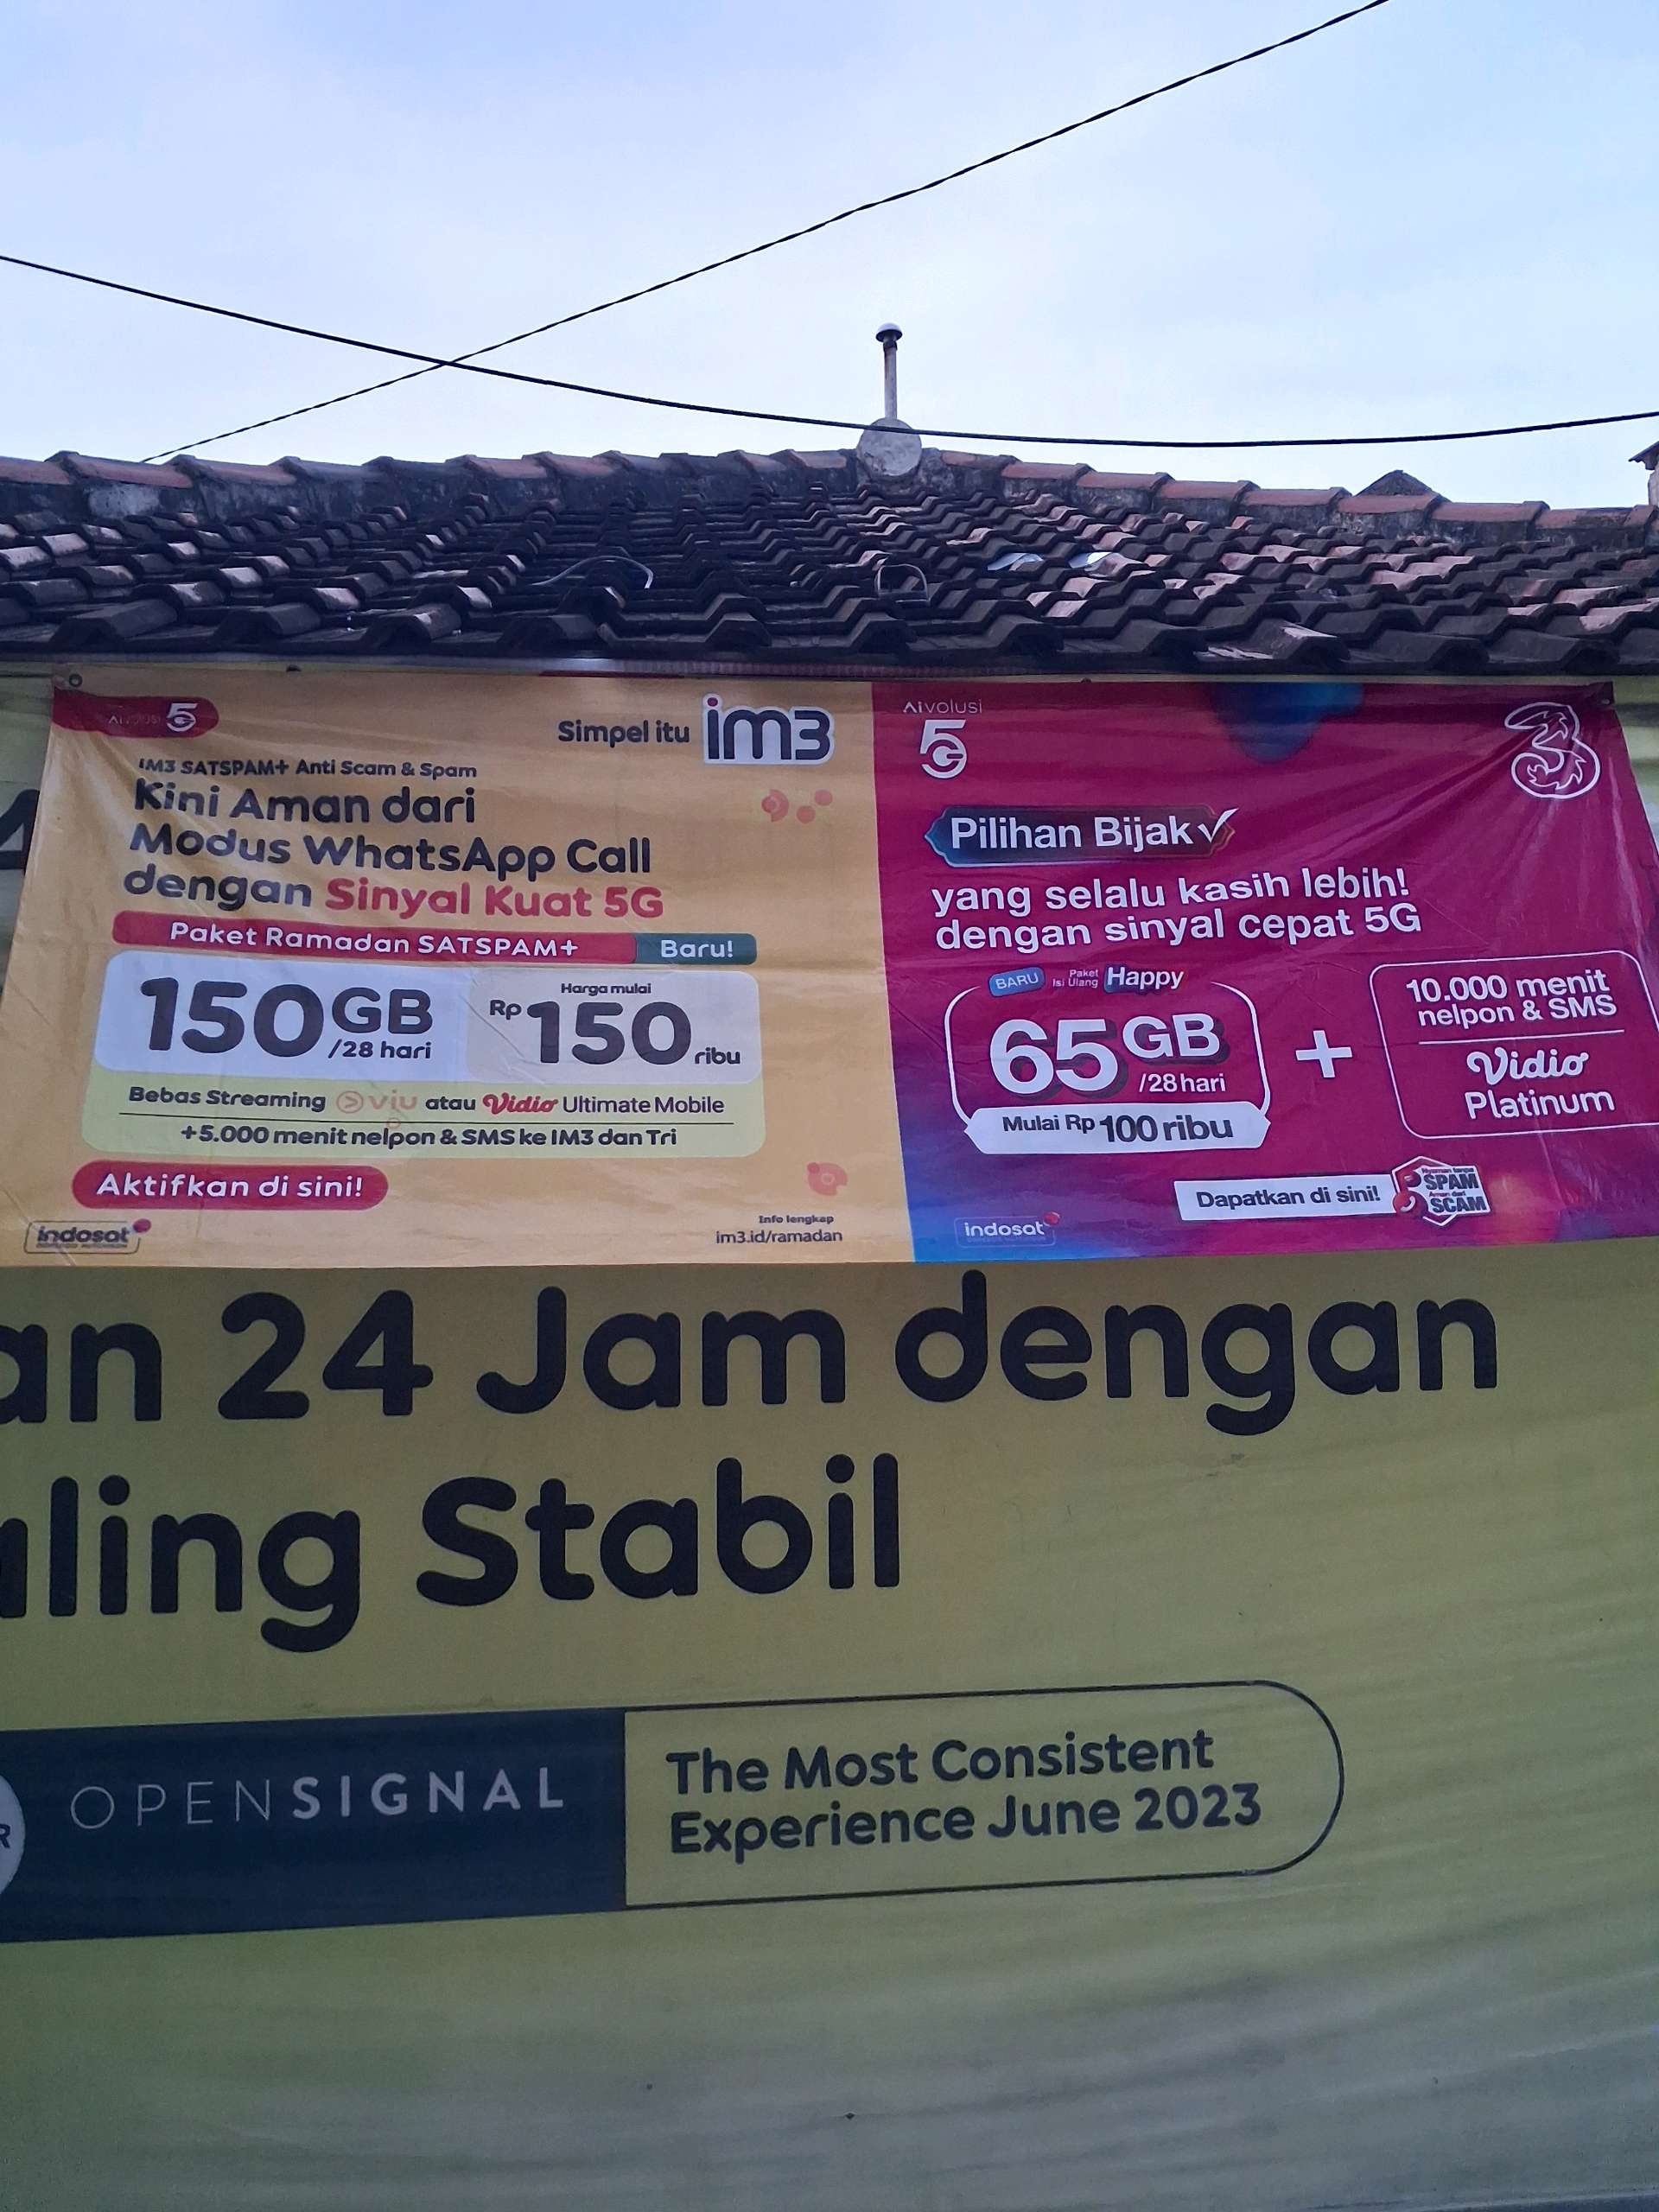 AIVOLUSI 5G
Simpel itu im3
IM3 SATSPAM+ Anti Scam & Spam
Kini Aman dari
Modus WhatsApp Call
dengan Sinyal Kuat 5G
Paket Ramadan SATSPAM+ Baru!
150GB /28 hari
Harga mulai
Rp150 ribu
Bebas Streaming viu atau Vidio Ultimate Mobile
+5.000 menit nelpon & SMS ke IM3 dan Tri
Aktifkan di sini!
indosat
Info lengkap
im3.id/ramadan
AIvolusi
5G
3
Pilihan Bijak
yang selalu kasih lebih!
dengan sinyal cepat 5G
BARU Paket Isi Ulang Happy
65GB /28 hari
Mulai Rp 100 ribu
+
10.000 menit
nelpon & SMS
Vidio
Platinum
Dapatkan di sini!
SPAM
Aman dari
SCAM
indosat
an 24 Jam dengan
aling Stabil
R
OPENSIGNAL
The Most Consistent
Experience June 2023